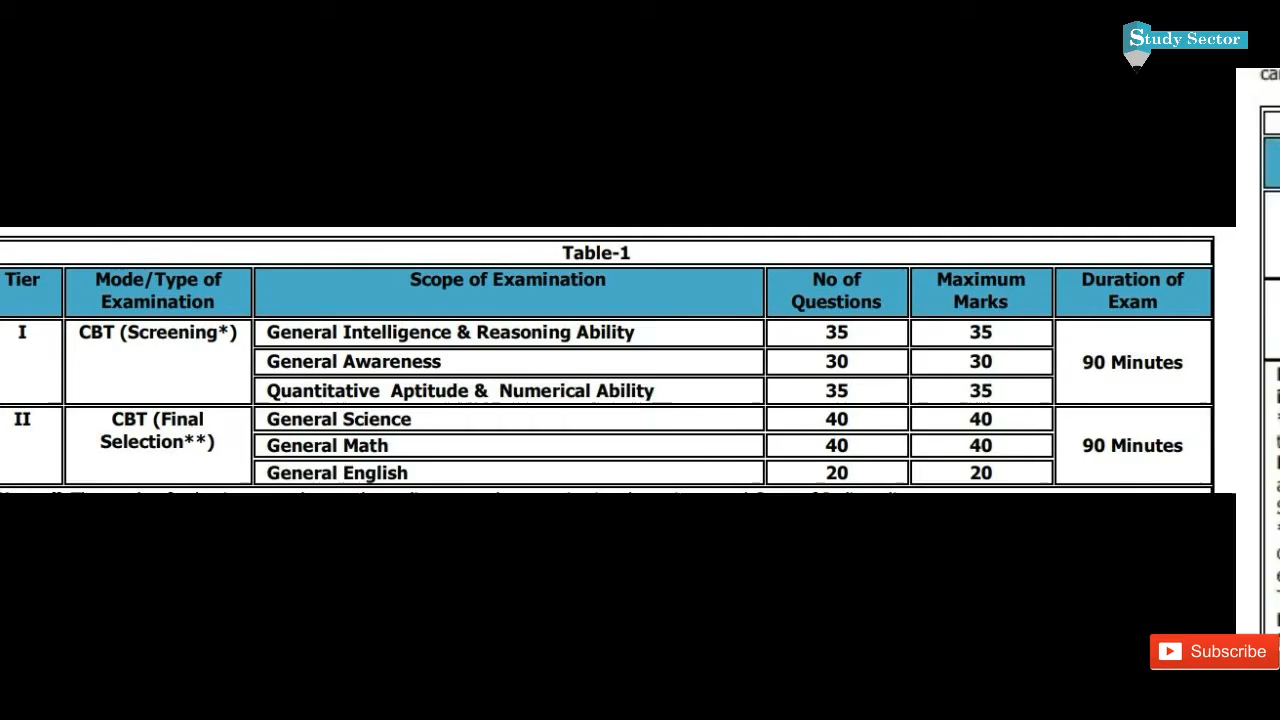 Study Sector
ca
Table-1
Tier Mode/Type of Examination Scope of Examination No of Questions Maximum Marks Duration of Exam
I CBT (Screening*) General Intelligence & Reasoning Ability 35 35 90 Minutes
General Awareness 30 30
Quantitative Aptitude & Numerical Ability 35 35
II CBT (Final Selection**) General Science 40 40 90 Minutes
General Math 40 40
General English 20 20
Subscribe